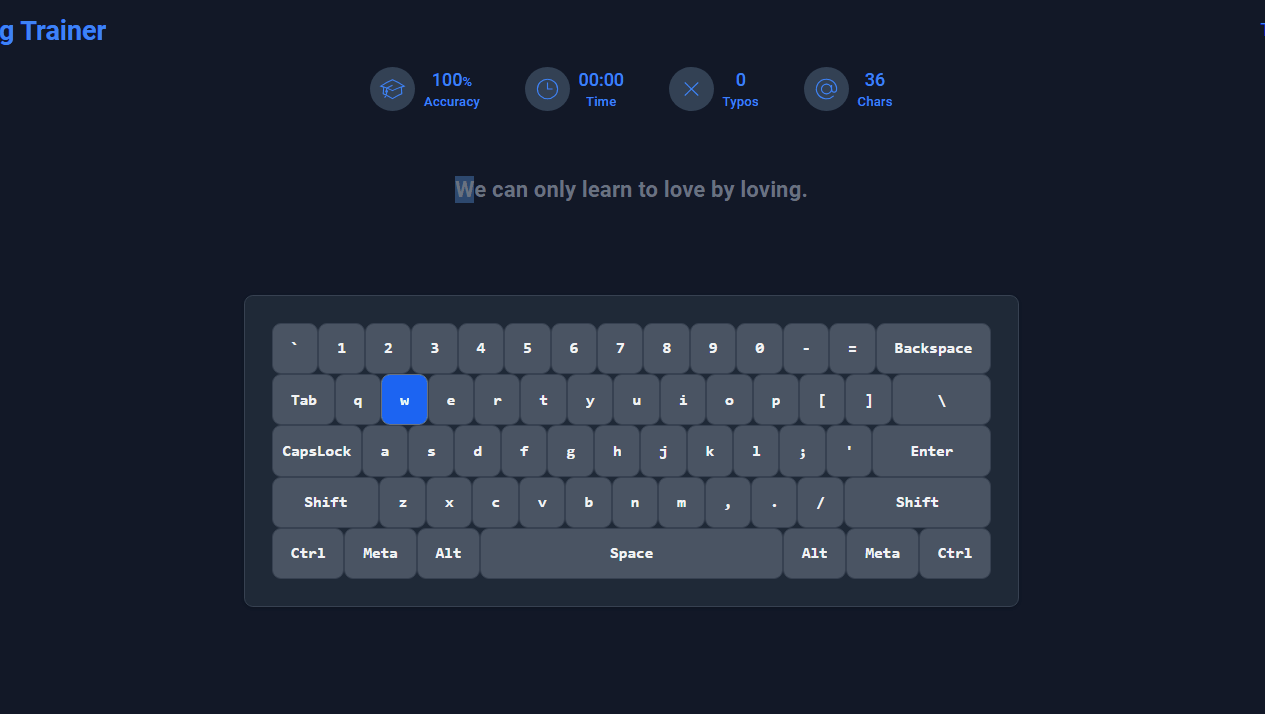 g Trainer
100% 00:00 0 36
Accuracy Time Typos Chars
We can only learn to love by loving.
` 1 2 3 4 5 6 7 8 9 0 - = Backspace
Tab q w e r t y u i o p [ ] \
CapsLock a s d f g h j k l ; ' Enter
Shift z x c v b n m , . / Shift
Ctrl Meta Alt Space Alt Meta Ctrl